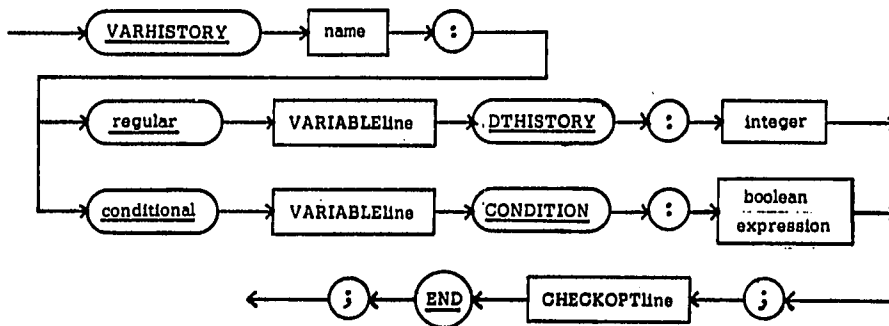 VARHISTORY name :
regular VARIABLEline DTHISTORY : integer
conditional VARIABLEline CONDITION : boolean
expression
; END CHECKOPTline ;